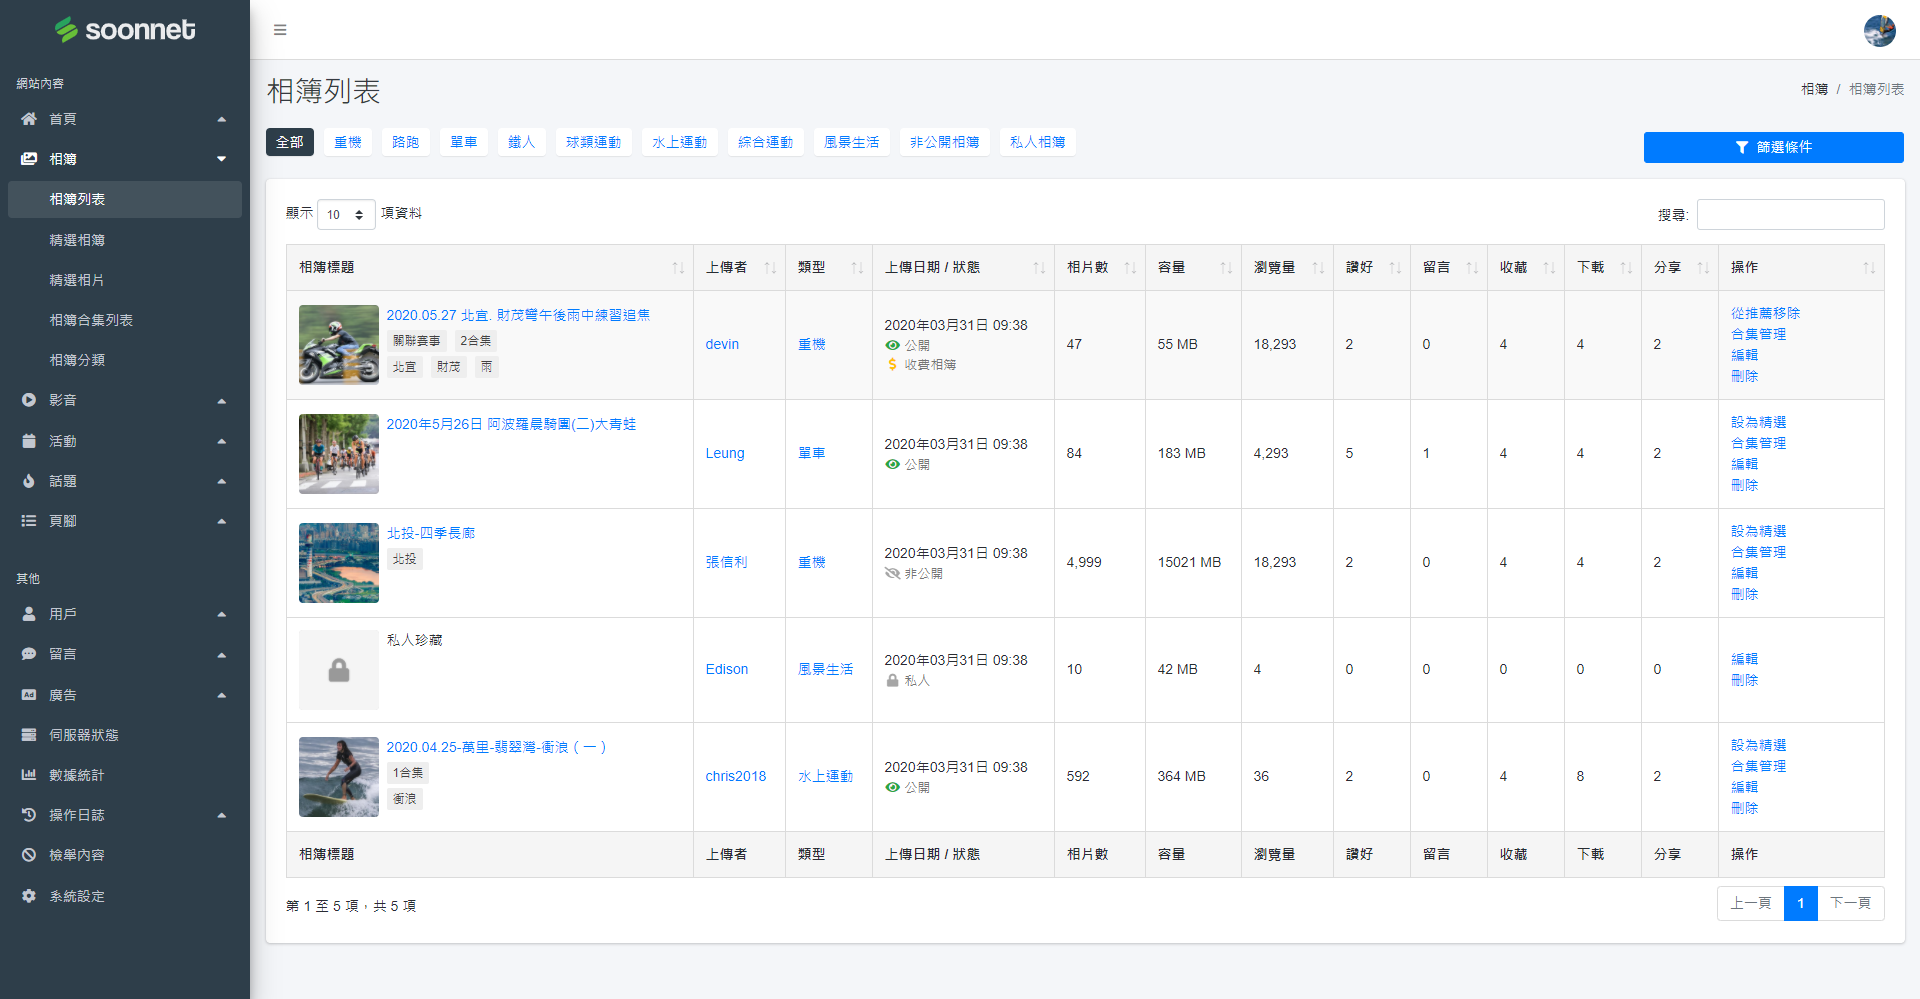 soonnet
網站內容
首頁
相簿
相簿列表
精選相簿
精選相片
相簿合集列表
相簿分類
影音
活動
話題
頁腳
其他
用戶
留言
Ad 廣告
伺服器狀態
數據統計
操作日誌
檢舉內容
系統設定
相簿列表
相簿 / 相簿列表
全部 重機 路跑 單車 鐵人 球類運動 水上運動 綜合運動 風景生活 非公開相簿 私人相簿
篩選條件
顯示 10 項資料
搜尋:
相簿標題 上傳者 類型 上傳日期 / 狀態 相片數 容量 瀏覽量 讚好 留言 收藏 下載 分享 操作
2020.05.27 北宜. 財茂彎午後雨中練習追焦
關聯賽事 2合集
北宜 財茂 雨
devin 重機
2020年03月31日 09:38
公開
收費相簿
47 55 MB 18,293 2 0 4 4 2
從推薦移除
合集管理
編輯
刪除
2020年5月26日 阿波羅晨騎團(二)大青蛙
Leung 單車
2020年03月31日 09:38
公開
84 183 MB 4,293 5 1 4 4 2
設為精選
合集管理
編輯
刪除
北投-四季長廊
北投
張信利 重機
2020年03月31日 09:38
非公開
4,999 15021 MB 18,293 2 0 4 4 2
設為精選
合集管理
編輯
刪除
私人珍藏
Edison 風景生活
2020年03月31日 09:38
私人
10 42 MB 4 0 0 0 0 0
編輯
刪除
2020.04.25-萬里-翡翠灣-衝浪（一）
1合集
衝浪
chris2018 水上運動
2020年03月31日 09:38
公開
592 364 MB 36 2 0 4 8 2
設為精選
合集管理
編輯
刪除
相簿標題 上傳者 類型 上傳日期 / 狀態 相片數 容量 瀏覽量 讚好 留言 收藏 下載 分享 操作
第 1 至 5 項，共 5 項
上一頁 1 下一頁